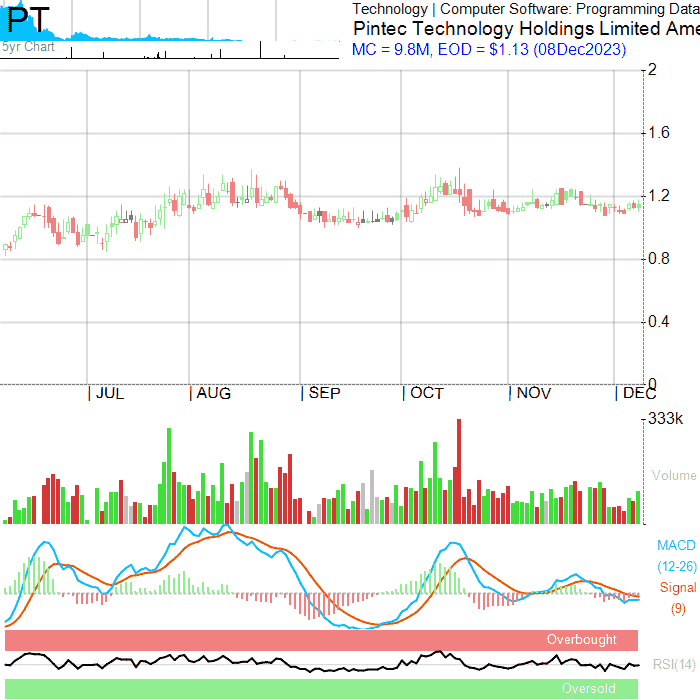 PT
5yr Chart
Technology | Computer Software: Programming Data
Pintec Technology Holdings Limited Ame
MC = 9.8M, EOD = $1.13 (08Dec2023)
2
1.6
1.2
0.8
0.4
0
JUL AUG SEP OCT NOV DEC
333k
Volume
MACD
(12-26)
Signal
(9)
Overbought
RSI(14)
Oversold